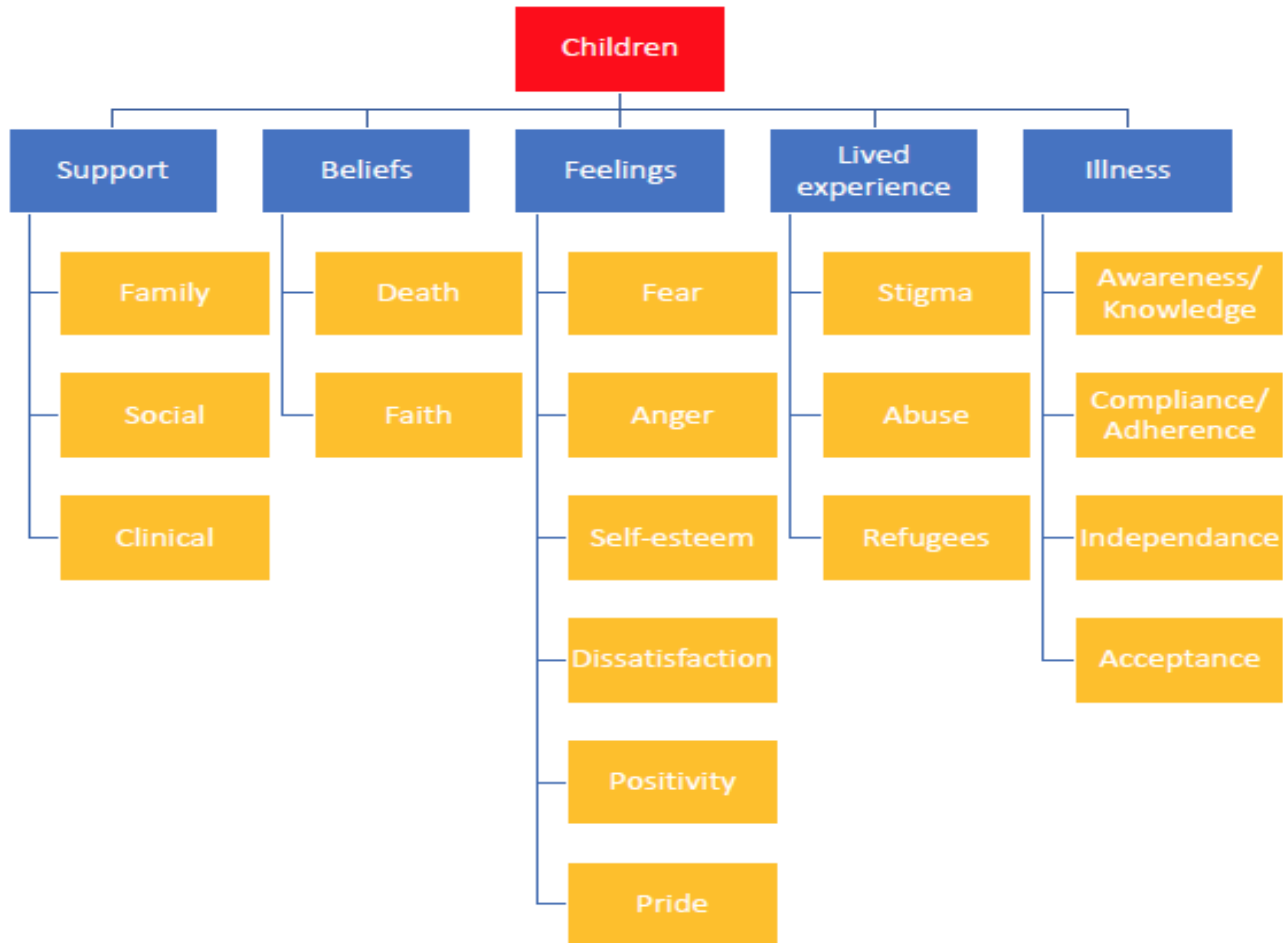 Children
Support
Beliefs
Feelings
Lived
experience
Illness
Family
Social
Clinical
Death
Faith
Fear
Anger
Self-esteem
Dissatisfaction
Positivity
Pride
Stigma
Abuse
Refugees
Awareness/
Knowledge
Compliance/
Adherence
Independance
Acceptance